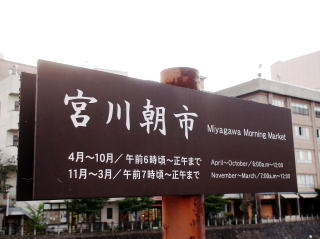 宮川朝市 Miyagawa Morning Market
4月〜10月／午前6時頃〜正午まで April〜October／6:00a.m〜12:00
11月〜3月／午前7時頃〜正午まで November〜March／7:00a.m〜12:00